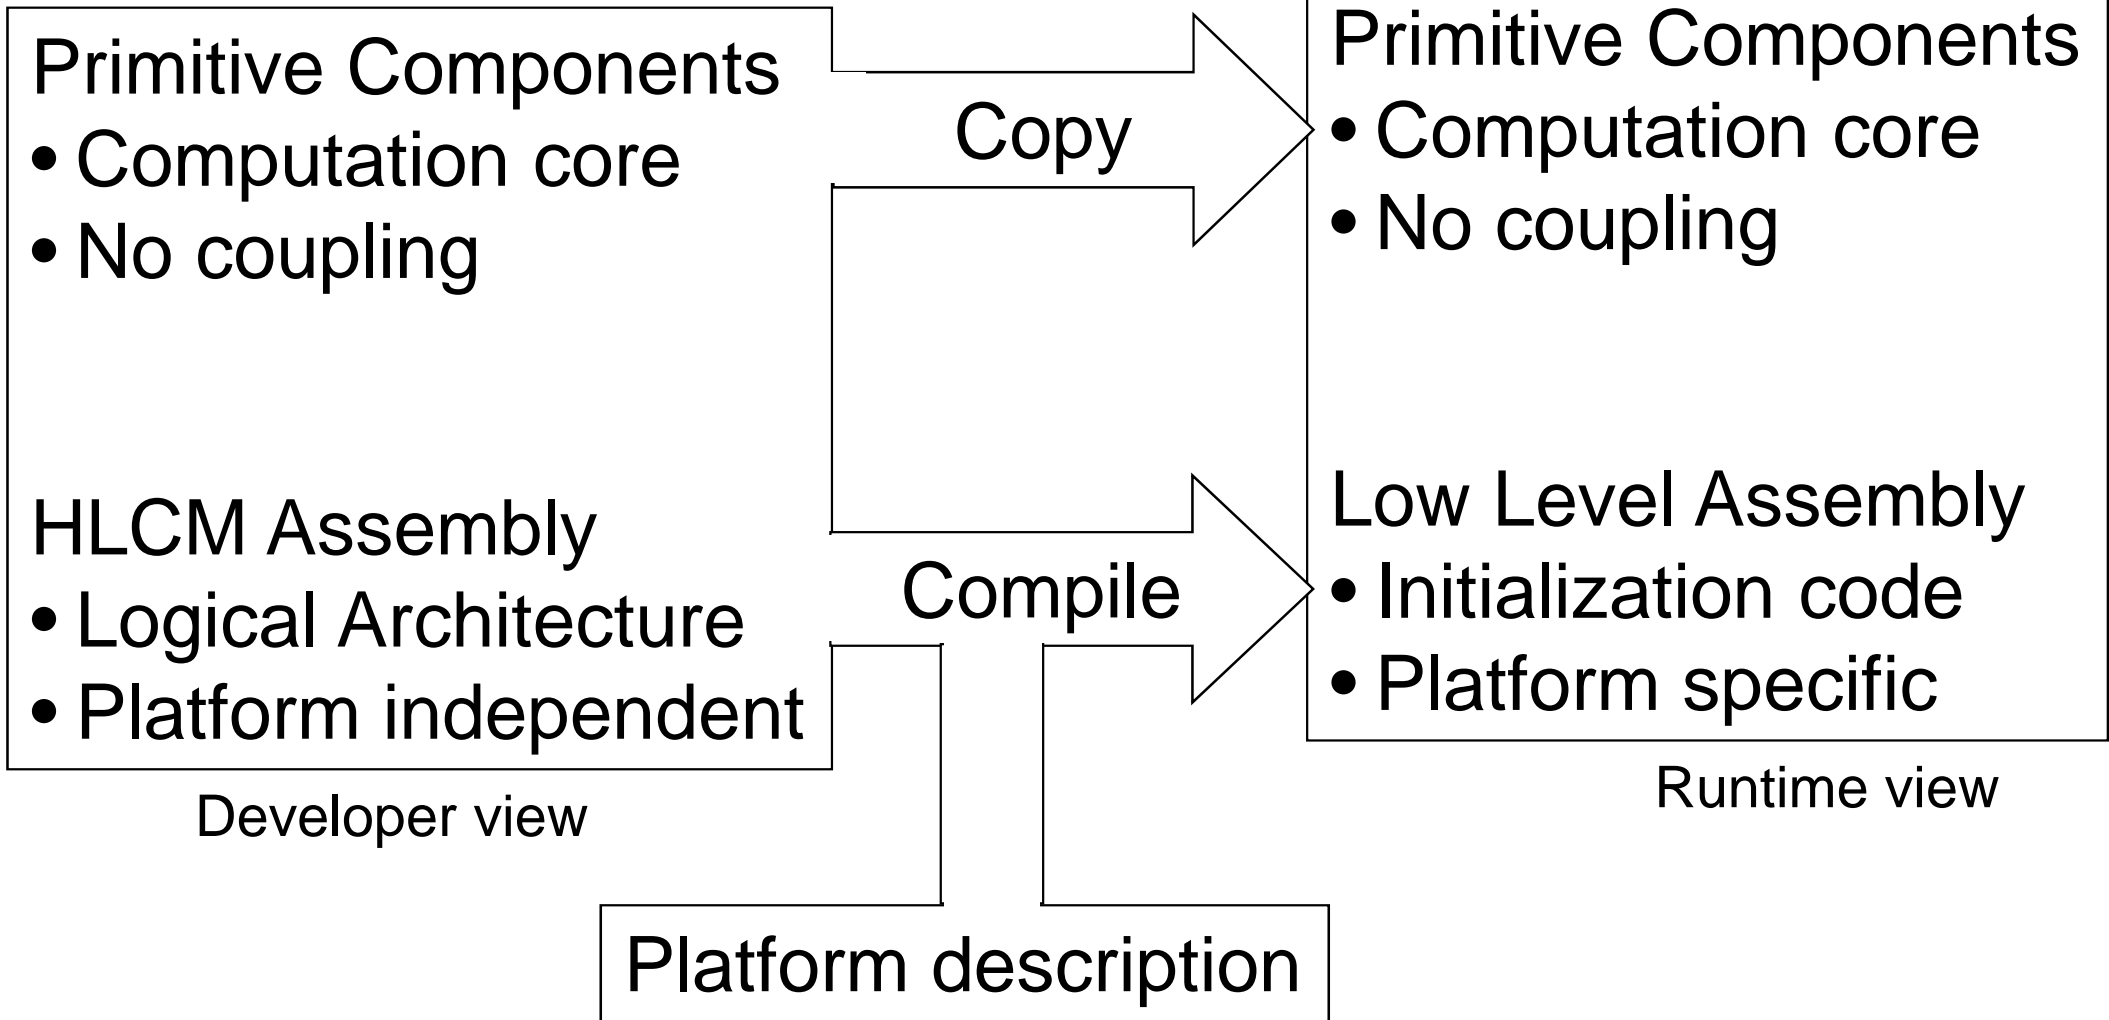 Primitive Components
• Computation core
• No coupling
HLCM Assembly
• Logical Architecture
• Platform independent
Developer view
Copy
Compile
Primitive Components
• Computation core
• No coupling
Low Level Assembly
• Initialization code
• Platform specific
Runtime view
Platform description